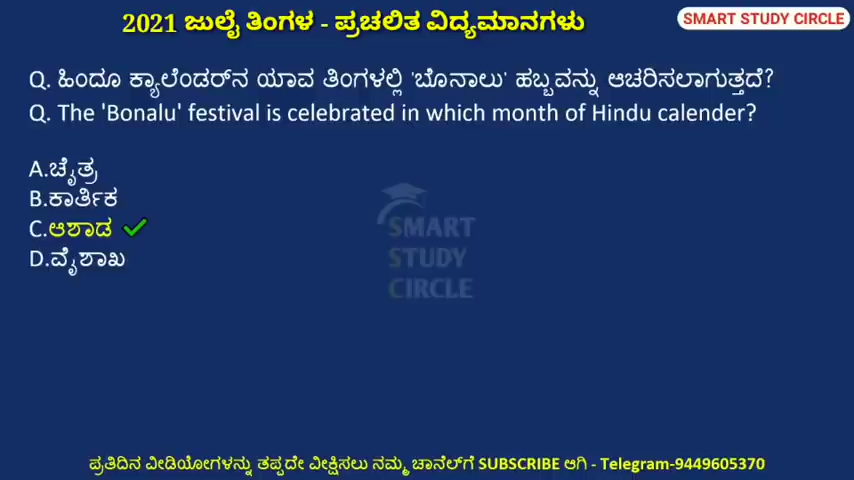 2021 ಜುಲೈ ತಿಂಗಳ - ಪ್ರಚಲಿತ ವಿದ್ಯಮಾನಗಳು
SMART STUDY CIRCLE
Q. ಹಿಂದೂ ಕ್ಯಾಲೆಂಡರ್‌ನ ಯಾವ ತಿಂಗಳಲ್ಲಿ 'ಬೊನಾಲು' ಹಬ್ಬವನ್ನು ಆಚರಿಸಲಾಗುತ್ತದೆ?
Q. The 'Bonalu' festival is celebrated in which month of Hindu calender?
A.ಚೈತ್ರ
B.ಕಾರ್ತಿಕ
C.ಆಶಾಡ
D.ವೈಶಾಖ
SMART
STUDY
CIRCLE
ಪ್ರತಿದಿನ ವೀಡಿಯೋಗಳನ್ನು ತಪ್ಪದೇ ವೀಕ್ಷಿಸಲು ನಮ್ಮ ಚಾನೆಲ್‌ಗೆ SUBSCRIBE ಆಗಿ - Telegram-9449605370